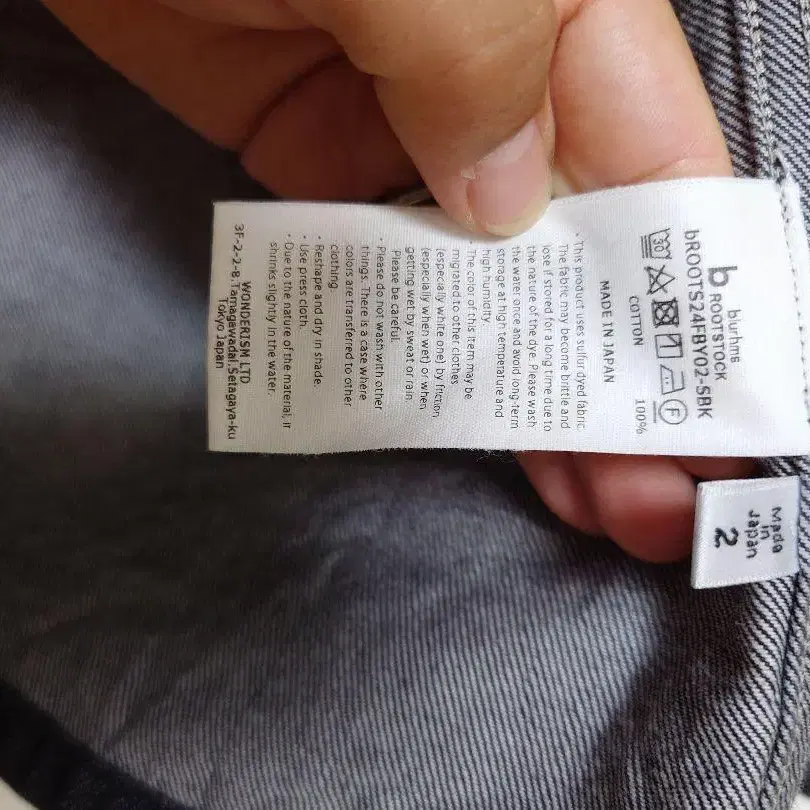 blurhms
b ROOTSTOCK
bROOTS24FBY02-SBK
30 F
COTTON 100%
MADE IN JAPAN
・This product uses sulfur dyed fabric.
The fabric may become brittle and
lose if stored for a long time due to
the nature of the dye. Please wash
the water once and avoid long-term
storage at high temperature and
high humidity.
・The color of this item may be
migrated to other clothes
(especially white one) by friction
(especially when wet) or when
getting wet by sweat or rain
Please be careful.
・Please do not wash with other
things. There is a case where
colors are transferred to other
clothing.
・Reshape and dry in shade.
・Use press cloth.
・Due to the nature of the material, it
shrinks slightly in the water.
WONDERISM LTD
3F-2-2-8,Tamagawadai,Setagaya-ku
Tokyo Japan
Made
in
Japan
2